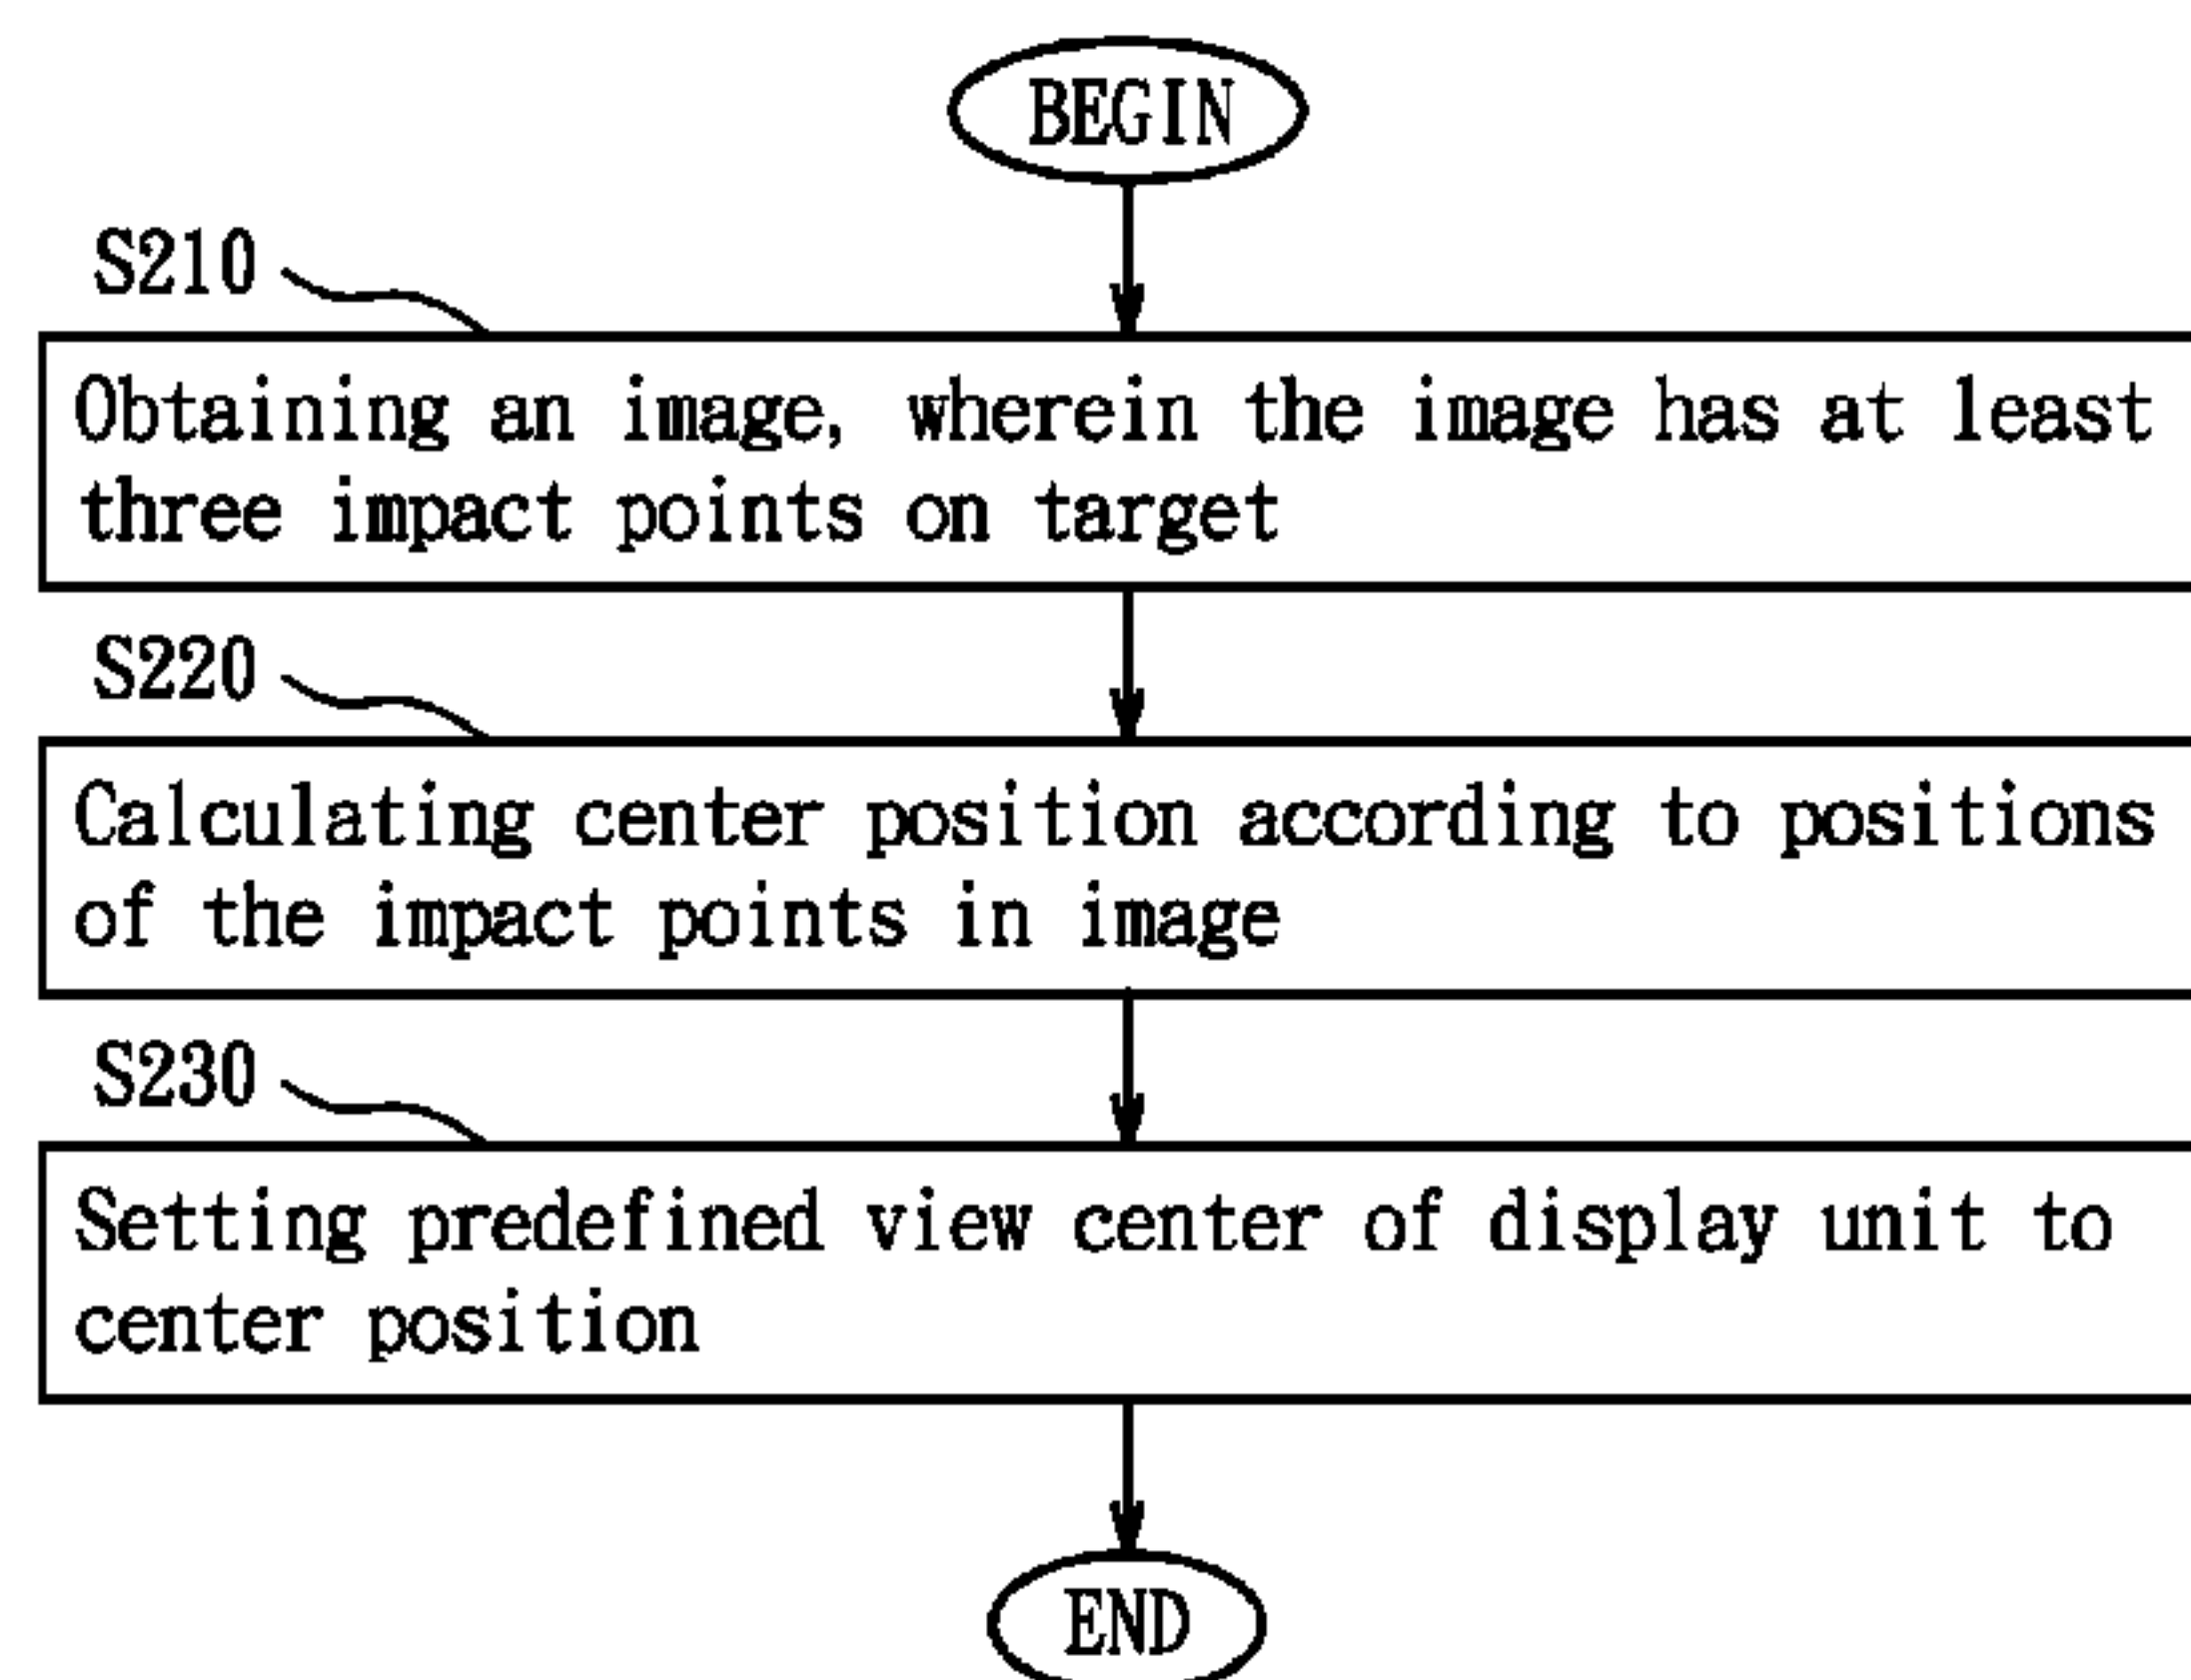 BEGIN
S210
Obtaining an image, wherein the image has at least
three impact points on target
S220
Calculating center position according to positions
of the impact points in image
S230
Setting predefined view center of display unit to
center position
END